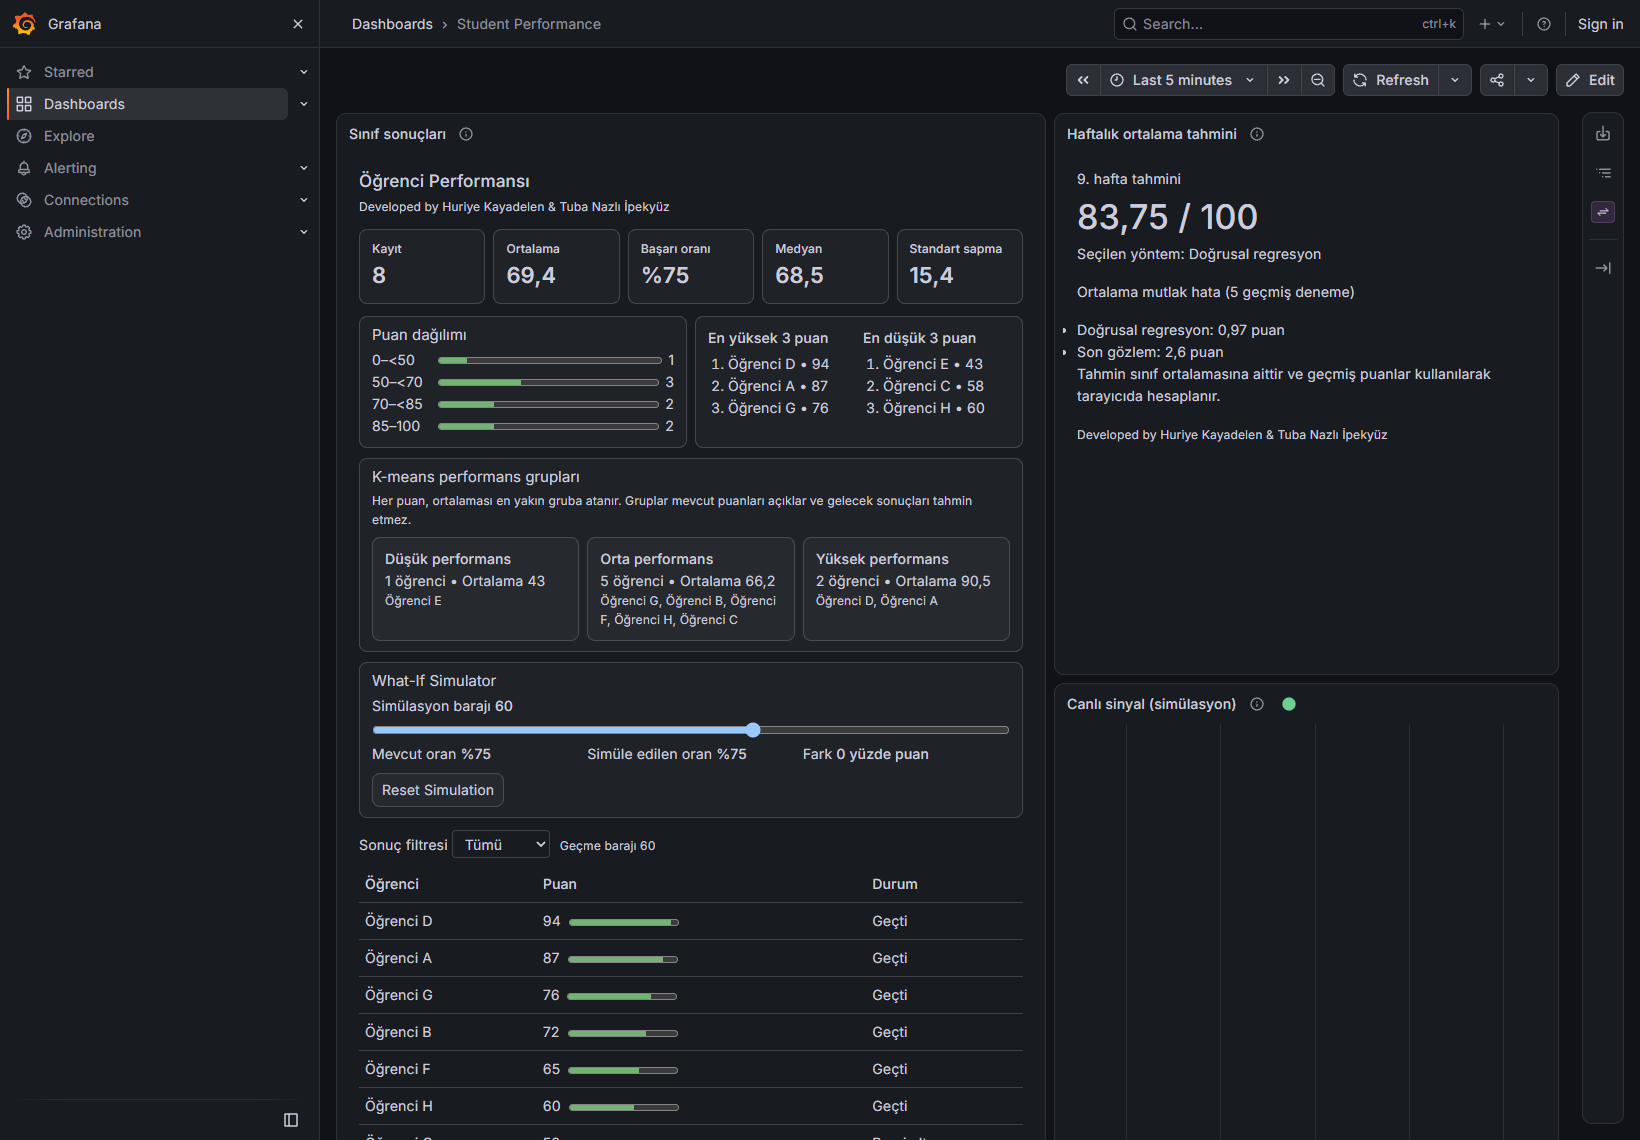 Grafana
Dashboards › Student Performance
Search...
ctrl+k
Sign in
Starred
Dashboards
Explore
Alerting
Connections
Administration
Last 5 minutes
Refresh
Edit
Sınıf sonuçları
Öğrenci Performansı
Developed by Huriye Kayadelen & Tuba Nazlı İpekyüz
Kayıt
8
Ortalama
69,4
Başarı oranı
%75
Medyan
68,5
Standart sapma
15,4
Puan dağılımı
0–<50 1
50–<70 3
70–<85 2
85–100 2
En yüksek 3 puan
1. Öğrenci D • 94
2. Öğrenci A • 87
3. Öğrenci G • 76
En düşük 3 puan
1. Öğrenci E • 43
2. Öğrenci C • 58
3. Öğrenci H • 60
K-means performans grupları
Her puan, ortalaması en yakın gruba atanır. Gruplar mevcut puanları açıklar ve gelecek sonuçları tahmin
etmez.
Düşük performans
1 öğrenci • Ortalama 43
Öğrenci E
Orta performans
5 öğrenci • Ortalama 66,2
Öğrenci G, Öğrenci B, Öğrenci
F, Öğrenci H, Öğrenci C
Yüksek performans
2 öğrenci • Ortalama 90,5
Öğrenci D, Öğrenci A
What-If Simulator
Simülasyon barajı 60
Mevcut oran %75
Simüle edilen oran %75
Fark 0 yüzde puan
Reset Simulation
Sonuç filtresi Tümü Geçme barajı 60
Öğrenci Puan Durum
Öğrenci D 94 Geçti
Öğrenci A 87 Geçti
Öğrenci G 76 Geçti
Öğrenci B 72 Geçti
Öğrenci F 65 Geçti
Öğrenci H 60 Geçti
Haftalık ortalama tahmini
9. hafta tahmini
83,75 / 100
Seçilen yöntem: Doğrusal regresyon
Ortalama mutlak hata (5 geçmiş deneme)
Doğrusal regresyon: 0,97 puan
Son gözlem: 2,6 puan
Tahmin sınıf ortalamasına aittir ve geçmiş puanlar kullanılarak
tarayıcıda hesaplanır.
Developed by Huriye Kayadelen & Tuba Nazlı İpekyüz
Canlı sinyal (simülasyon)